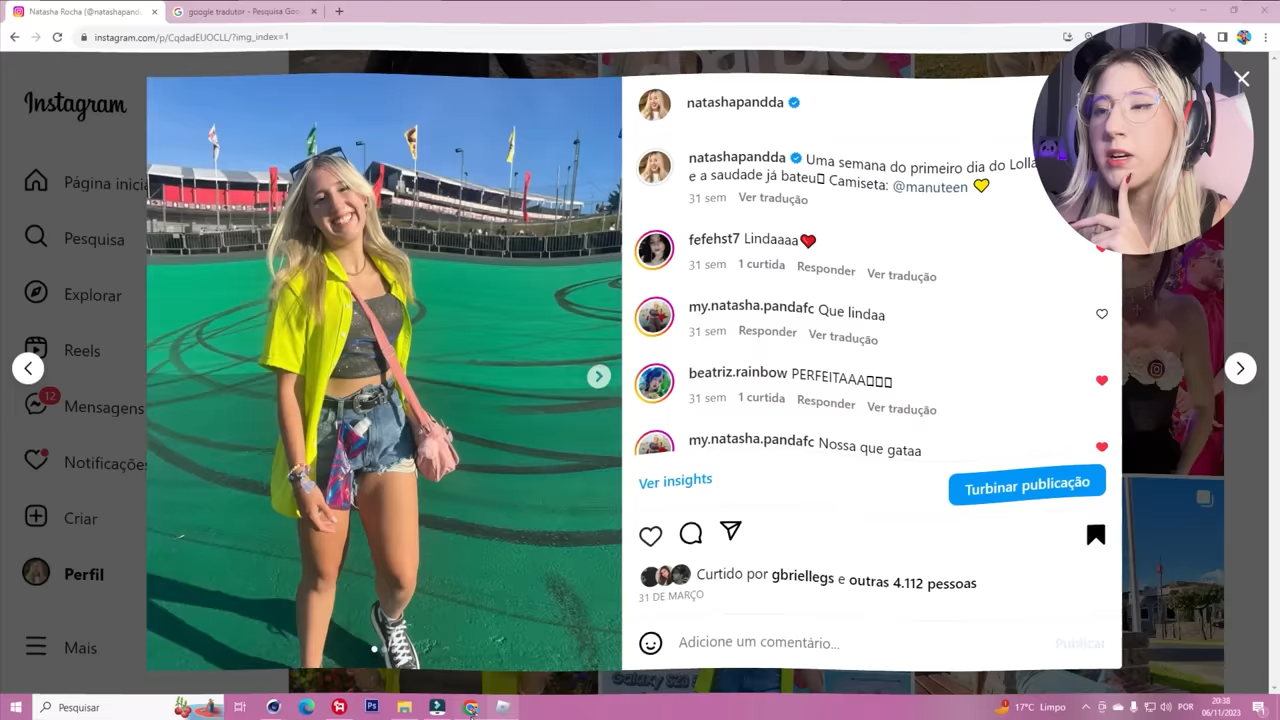 Natasha Rocha (@natashapand
google tradutor - Pesquisa Goo
instagram.com/p/CqdadEUOCLL/?img_index=1
Instagram
Página inici
Pesquisa
Explorar
Reels
12
Mensagens
Notificações
Criar
Perfil
Mais
natashapandda
natashapandda Uma semana do primeiro dia do Lolla
e a saudade já bateu Camiseta: @manuteen 💛
31 sem Ver tradução
fefehst7 Lindaaaa❤️
31 sem 1 curtida Responder Ver tradução
my.natasha.pandafc Que lindaa
31 sem Responder Ver tradução
beatriz.rainbow PERFEITAAA
31 sem 1 curtida Responder Ver tradução
my.natasha.pandafc Nossa que gataa
Ver insights
Turbinar publicação
Curtido por gbriellegs e outras 4.112 pessoas
31 DE MARÇO
Adicione um comentário...
Publicar
Galaxy S2
Pesquisar
Ps
17°C Limpo
POR
20:38
06/11/2023